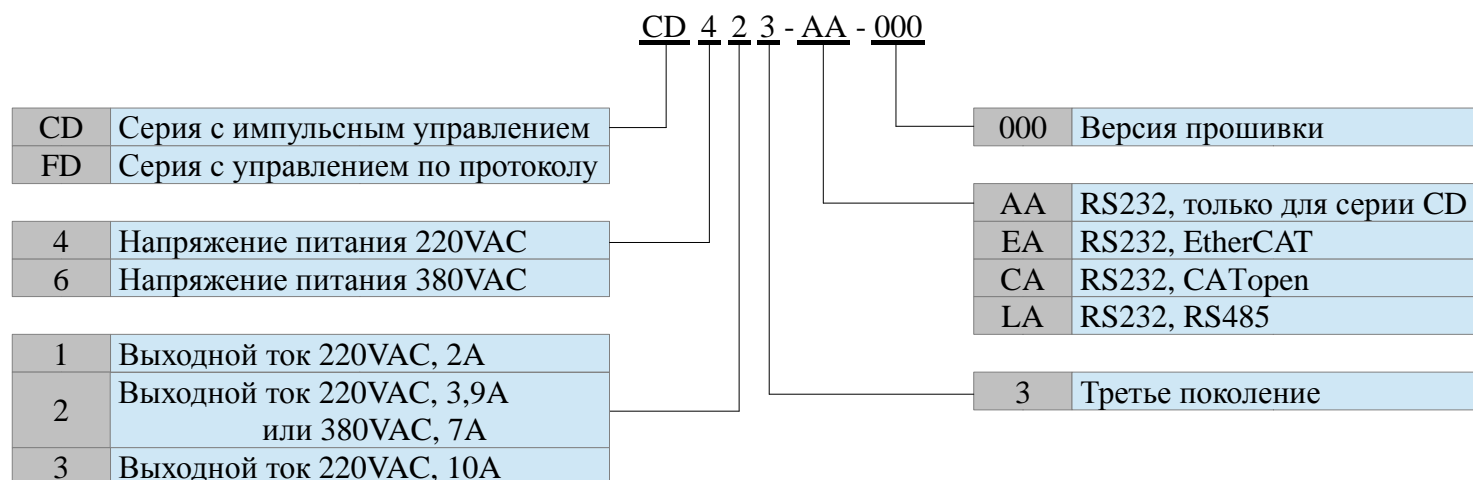 CD 4 2 3 - AA - 000
CD Серия с импульсным управлением
FD Серия с управлением по протоколу
4 Напряжение питания 220VAC
6 Напряжение питания 380VAC
1 Выходной ток 220VAC, 2A
2 Выходной ток 220VAC, 3,9A
или 380VAC, 7A
3 Выходной ток 220VAC, 10A
000 Версия прошивки
AA RS232, только для серии CD
EA RS232, EtherCAT
CA RS232, CATopen
LA RS232, RS485
3 Третье поколение